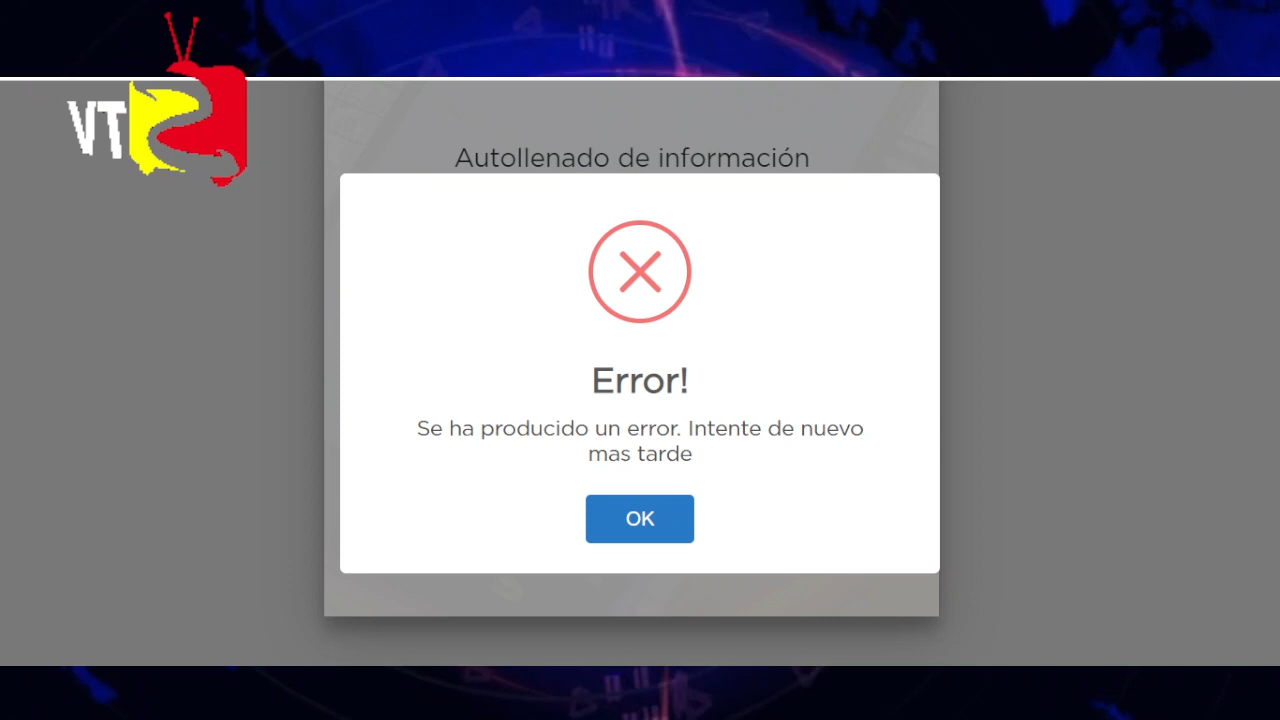 VT
Autollenado de información
Error!
Se ha producido un error. Intente de nuevo
mas tarde
OK